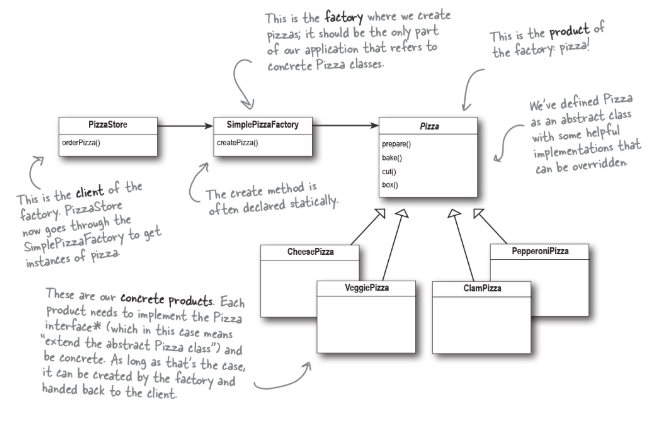 This is the factory where we create
pizzas; it should be the only part
of our application that refers to
concrete Pizza classes.
This is the product of
the factory: pizza!
PizzaStore
orderPizza()
SimplePizzaFactory
createPizza()
Pizza
prepare()
bake()
cut()
box()
We've defined Pizza
as an abstract class
with some helpful
implementations that
can be overridden.
This is the client of the
factory. PizzaStore
now goes through the
SimplePizzaFactory to get
instances of pizza.
The create method is
often declared statically.
CheesePizza
VeggiePizza
ClamPizza
PepperoniPizza
These are our concrete products. Each
product needs to implement the Pizza
interface* (which in this case means
"extend the abstract Pizza class") and
be concrete. As long as that's the case,
it can be created by the factory and
handed back to the client.